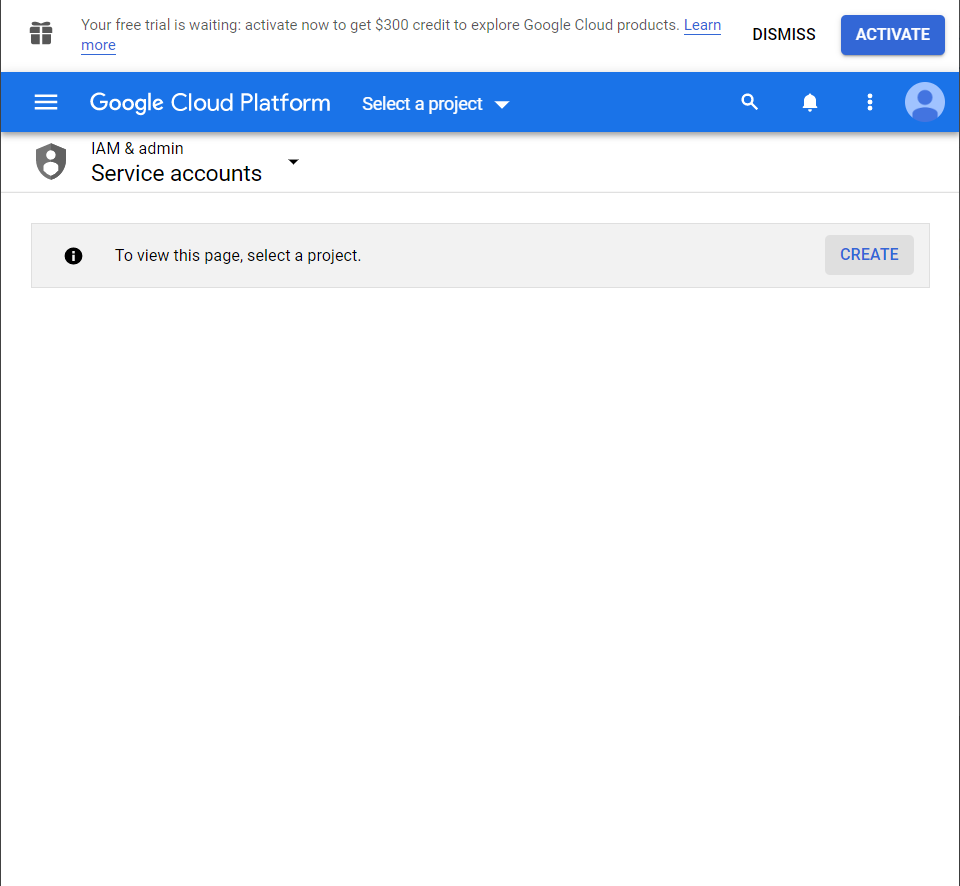 Your free trial is waiting: activate now to get $300 credit to explore Google Cloud products. Learn
more
DISMISS
ACTIVATE
Google Cloud Platform
Select a project
IAM & admin
Service accounts
To view this page, select a project.
CREATE